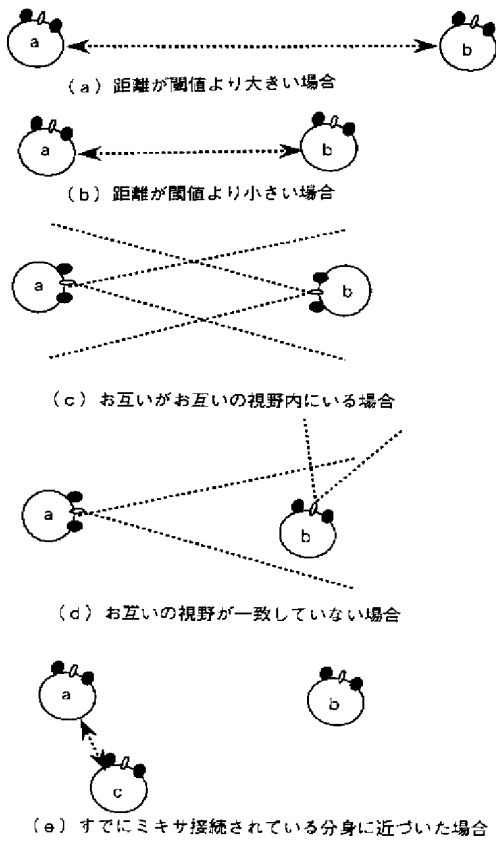 a b
(a) 距離が閾値より大きい場合
a b
(b) 距離が閾値より小さい場合
a b
(c) お互いがお互いの視野内にいる場合
a b
(d) お互いの視野が一致していない場合
a b
c
(e) すでにミキサ接続されている分身に近づいた場合